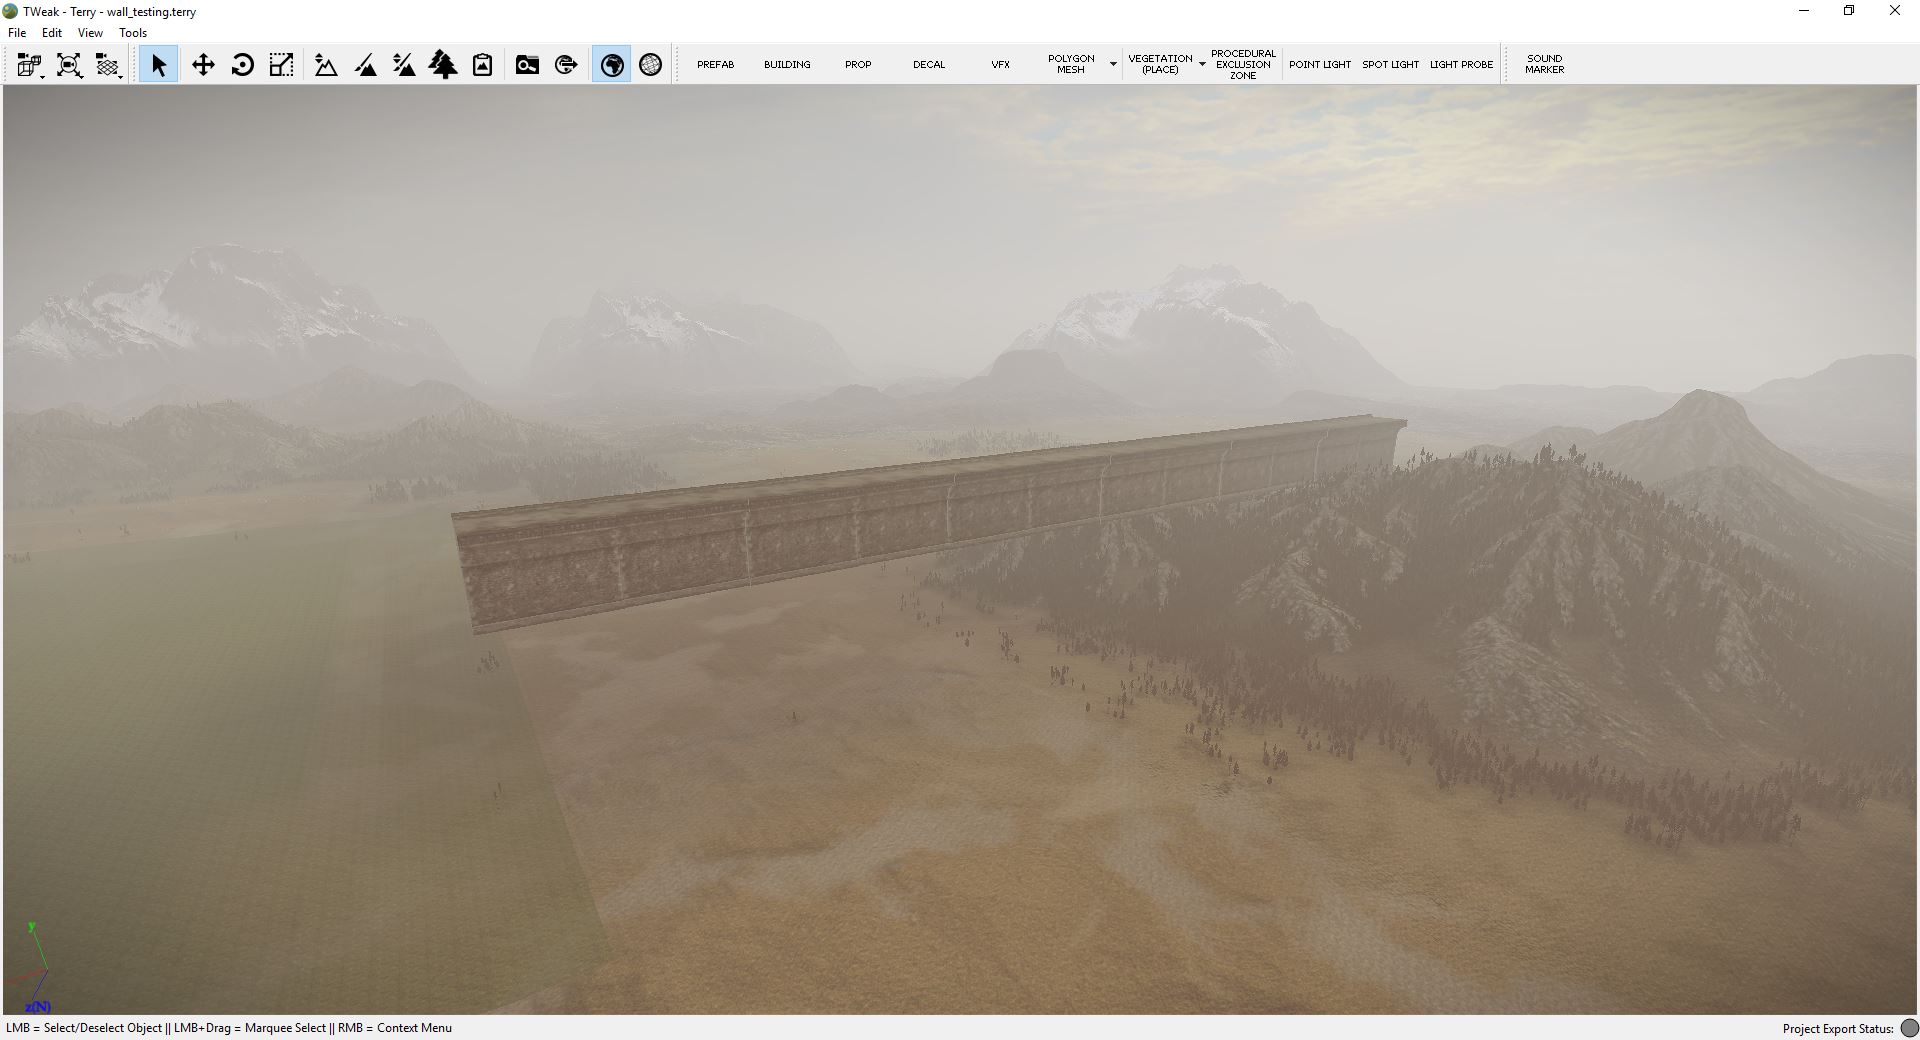 TWeak - Terry - wall_testing.terry
File Edit View Tools
PREFAB BUILDING PROP DECAL VFX
POLYGON
MESH
VEGETATION
(PLACE)
PROCEDURAL
EXCLUSION
ZONE
POINT LIGHT SPOT LIGHT LIGHT PROBE
SOUND
MARKER
y
z(N)
LMB = Select/Deselect Object || LMB+Drag = Marquee Select || RMB = Context Menu
Project Export Status: